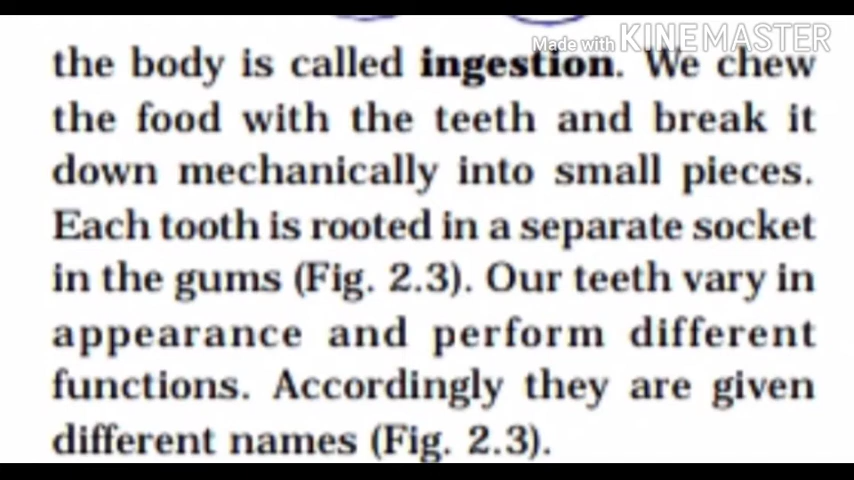 Made with KINEMASTER
the body is called ingestion. We chew
the food with the teeth and break it
down mechanically into small pieces.
Each tooth is rooted in a separate socket
in the gums (Fig. 2.3). Our teeth vary in
appearance and perform different
functions. Accordingly they are given
different names (Fig. 2.3).